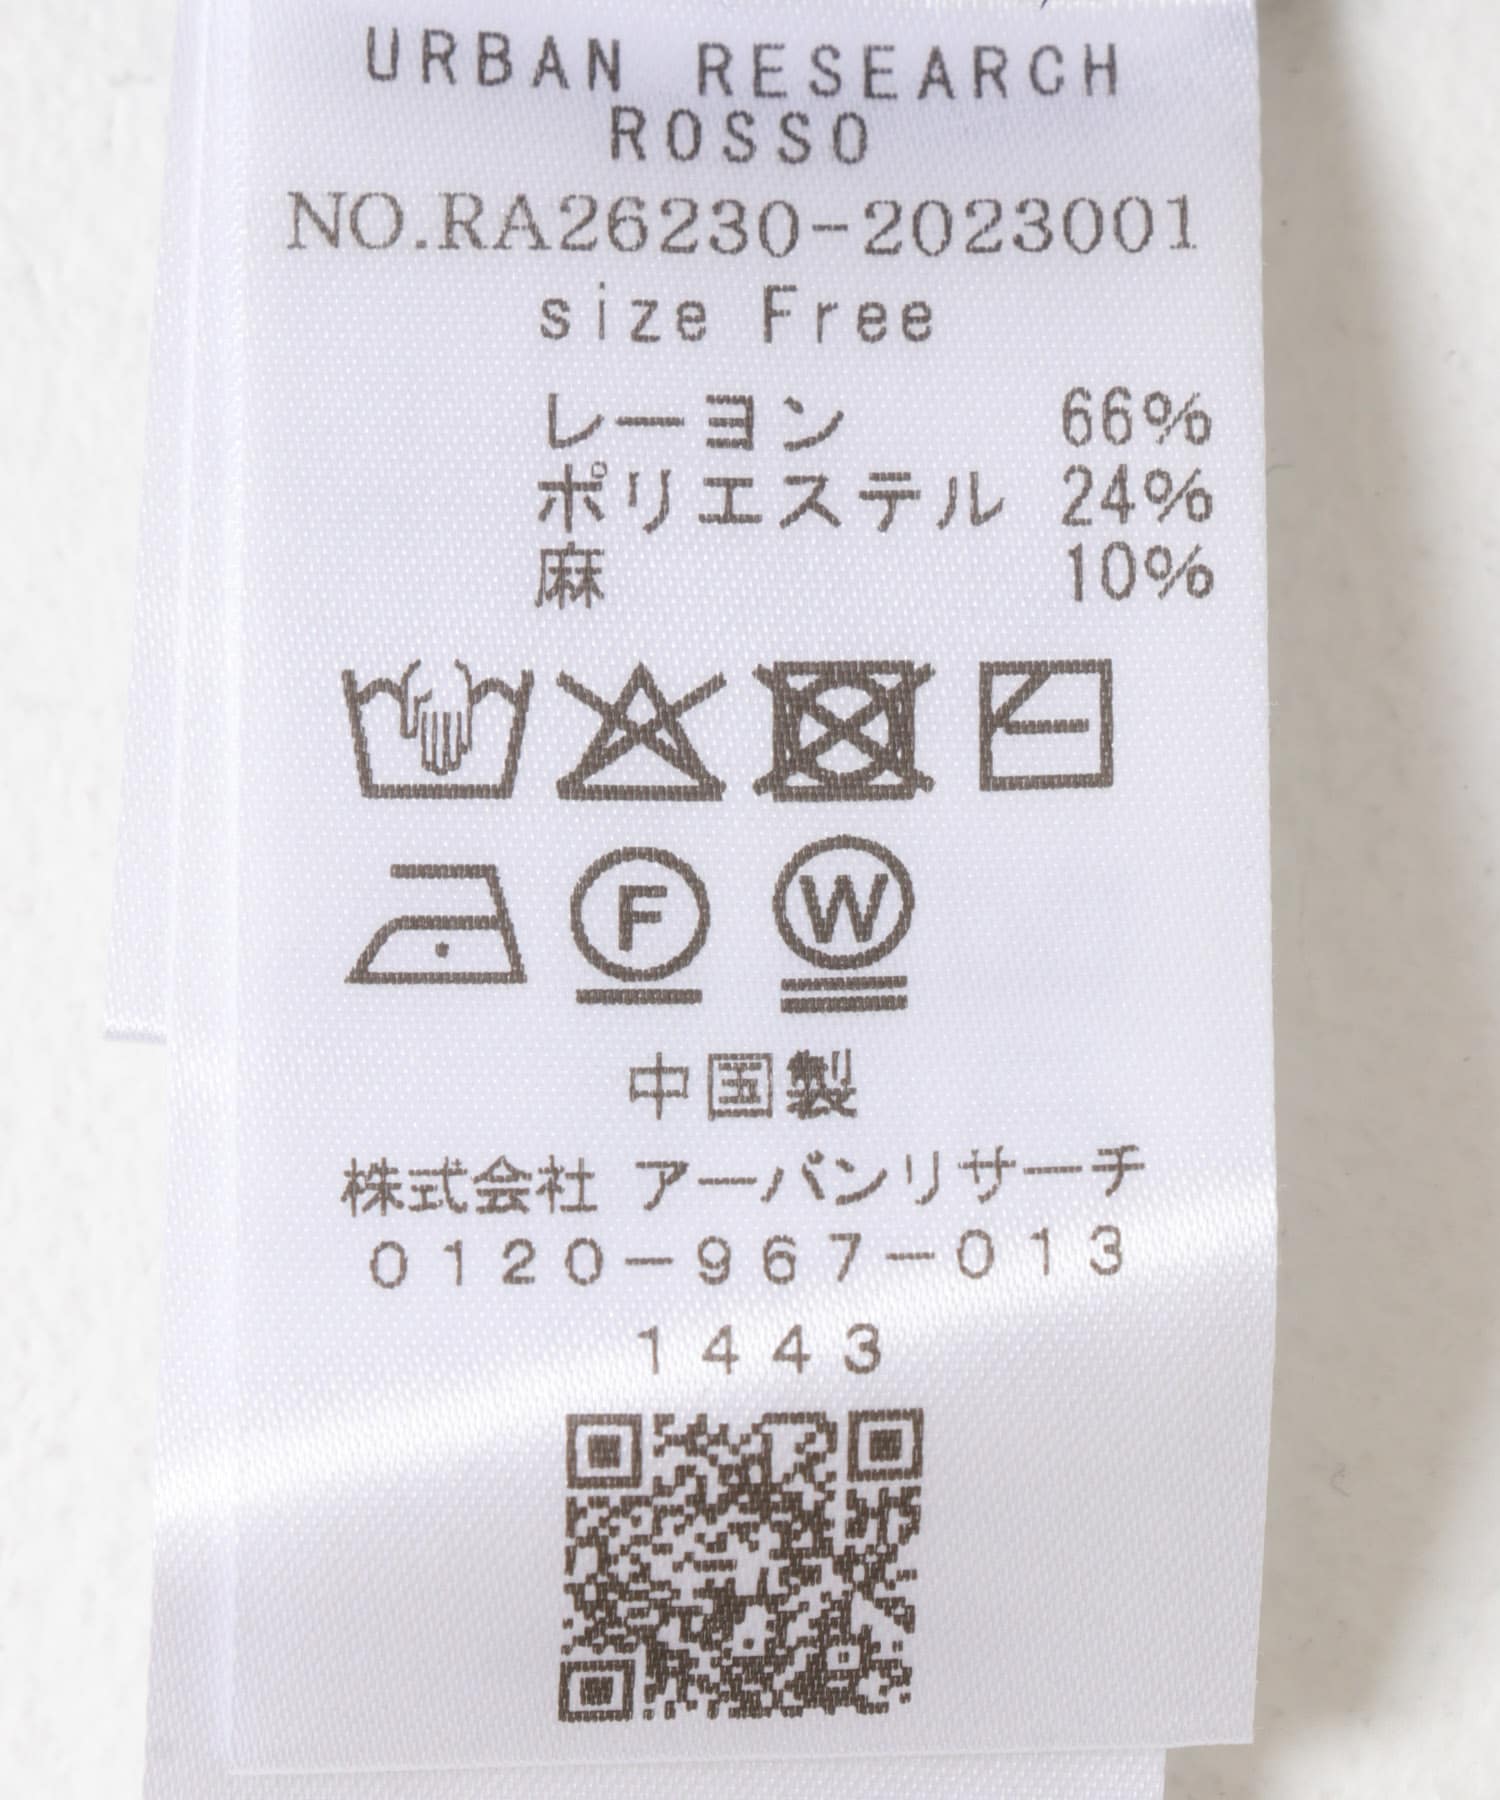 URBAN RESEARCH
ROSSO
NO.RA26230-2023001
size Free
レーヨン 66%
ポリエステル 24%
麻 10%
F
W
中国製
株式会社 アーバンリサーチ
0120-967-013
1443